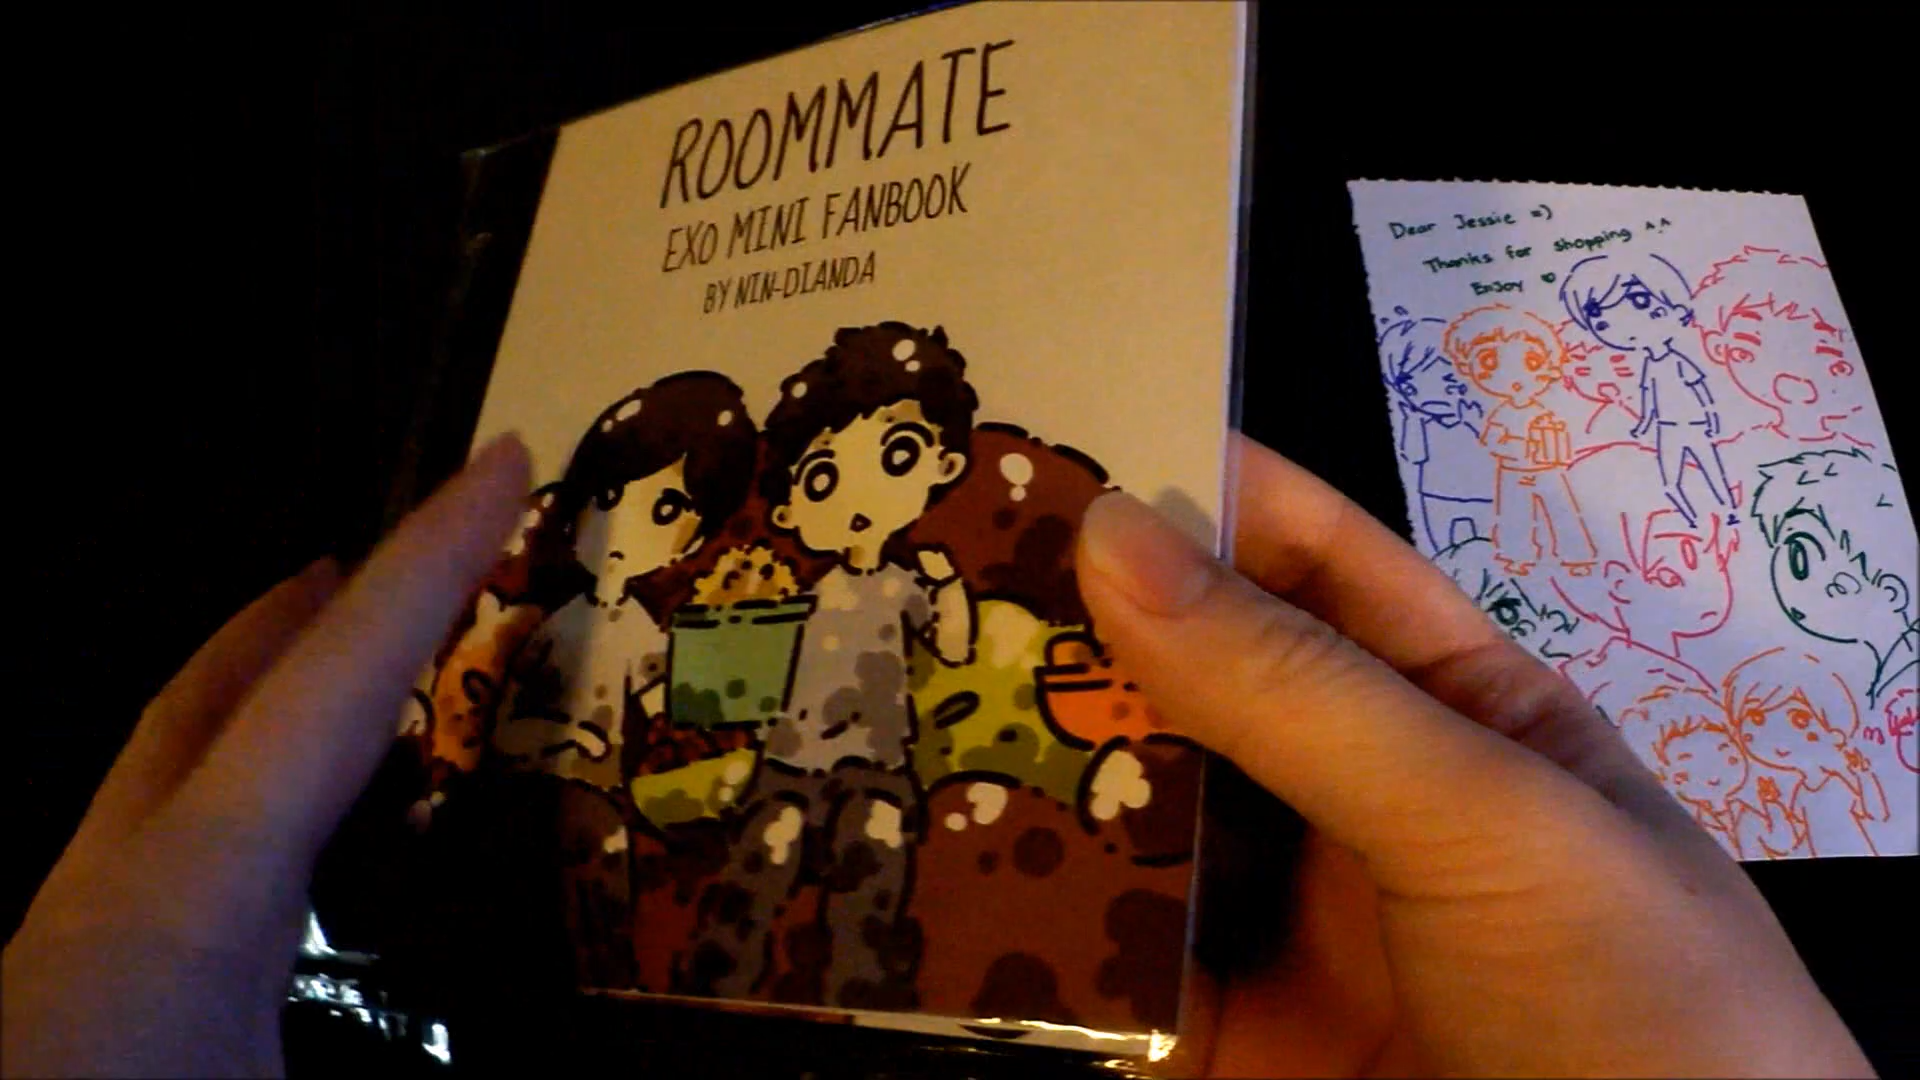 ROOMMATE
EXO MINI FANBOOK
BY NIN-DIANDA
Dear Jessie =)
Thanks for shopping ^.^
Enjoy ♡